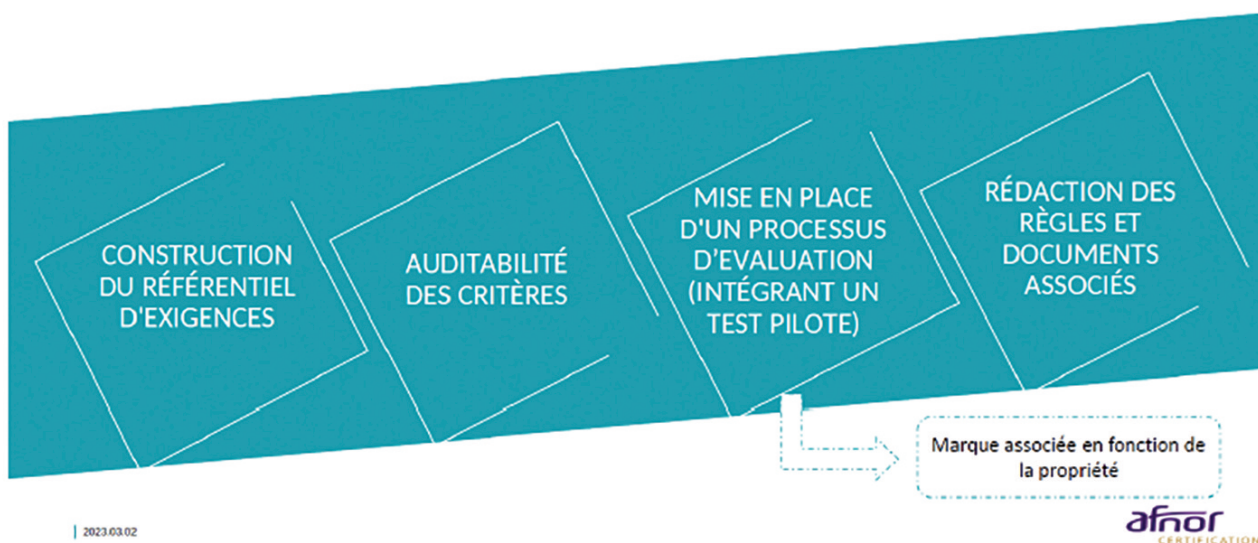 CONSTRUCTION
DU RÉFÉRENTIEL
D'EXIGENCES
AUDITABILITÉ
DES CRITÈRES
MISE EN PLACE
D'UN PROCESSUS
D'EVALUATION
(INTÉGRANT UN
TEST PILOTE)
RÉDACTION DES
RÈGLES ET
DOCUMENTS
ASSOCIÉS
Marque associée en fonction de
la propriété
2023.03.02
afnor
CERTIFICATION